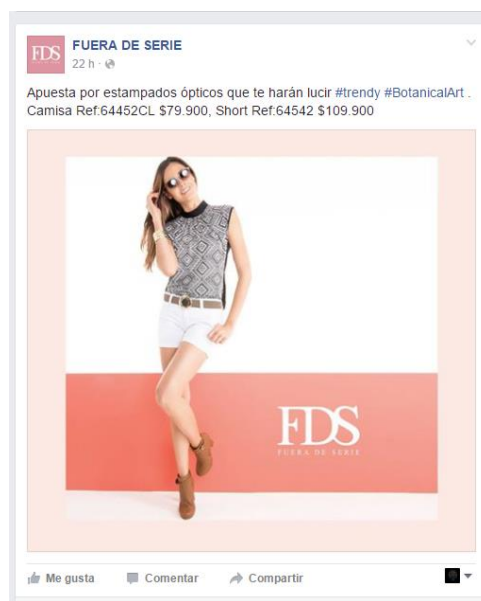 FDS
FUERA DE SERIE
22 h
Apuesta por estampados ópticos que te harán lucir #trendy #BotanicalArt .
Camisa Ref:64452CL $79.900, Short Ref:64542 $109.900
FDS
FUERA DE SERIE
Me gusta
Comentar
Compartir